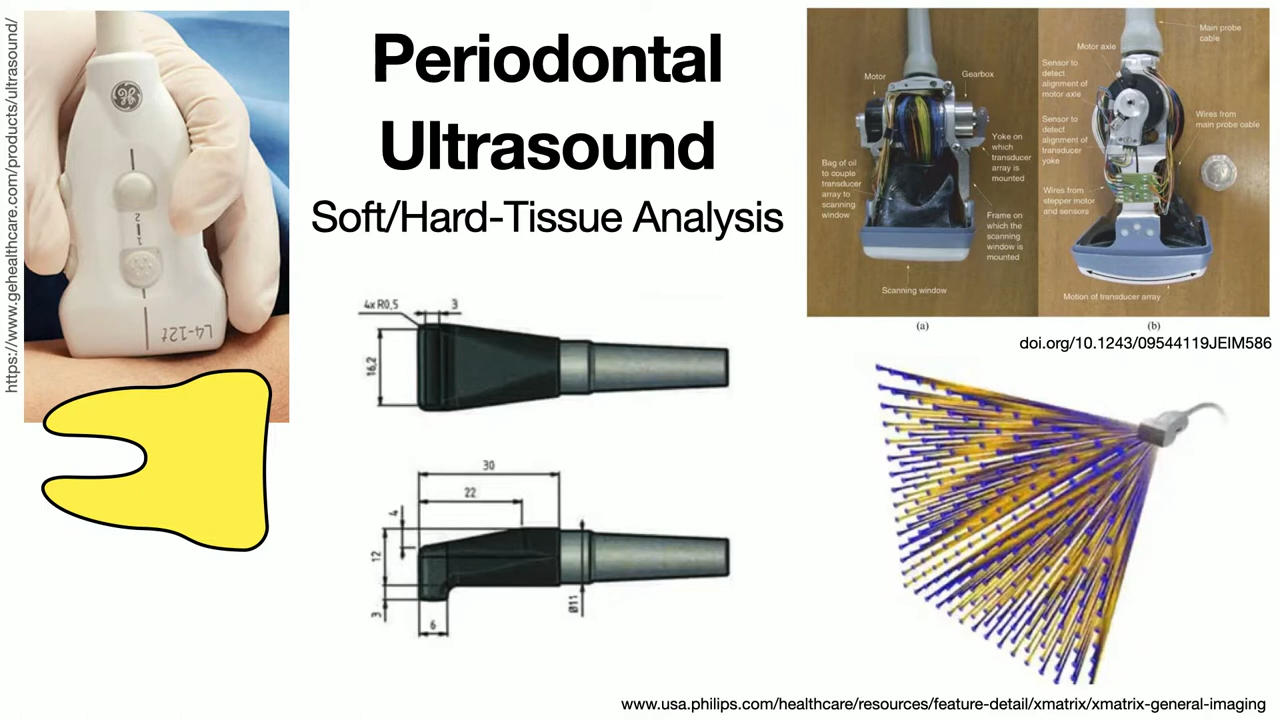 https://www.gehealthcare.com/products/ultrasound/
L4-12t
2
1
Periodontal
Ultrasound
Soft/Hard-Tissue Analysis
4x R0,5
3
16,2
30
22
4
12
3
6
Ø11
Motor
Gearbox
Yoke on
which
transducer
array is
mounted
Bag of oil
to couple
transducer
array to
scanning
window
Frame on
which the
scanning
window is
mounted
Scanning window
Main probe
cable
Motor axle
Sensor to
detect
alignment of
motor axle
Sensor to
detect
alignment of
transducer
yoke
Wires from
main probe cable
Wires from
stepper motor
and sensors
Motion of transducer array
(a)
(b)
doi.org/10.1243/09544119JEIM586
www.usa.philips.com/healthcare/resources/feature-detail/xmatrix/xmatrix-general-imaging